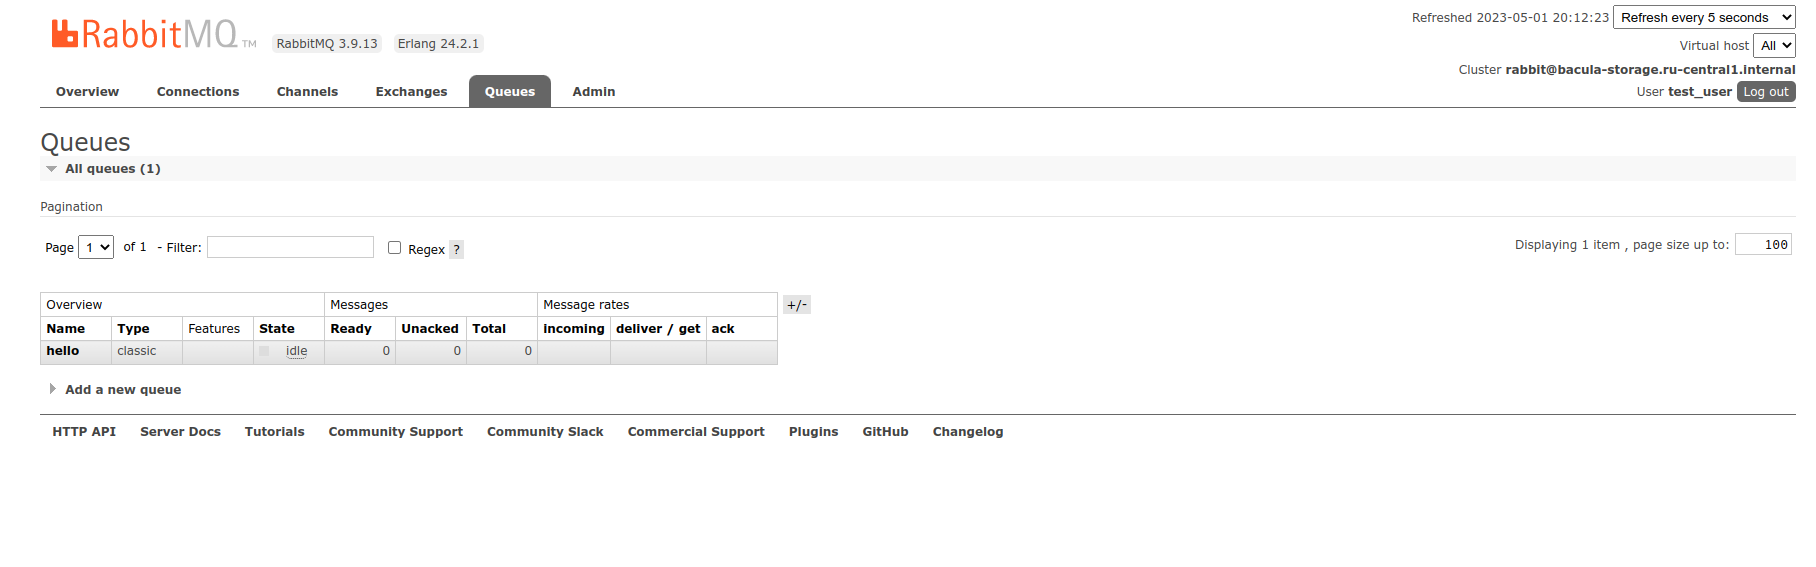 RabbitMQ TM RabbitMQ 3.9.13 Erlang 24.2.1
Refreshed 2023-05-01 20:12:23 Refresh every 5 seconds
Virtual host All
Cluster rabbit@bacula-storage.ru-central1.internal
User test_user Log out
Overview Connections Channels Exchanges Queues Admin
Queues
All queues (1)
Pagination
Page 1 of 1 - Filter: Regex ?
Displaying 1 item , page size up to: 100
Overview Messages Message rates +/-
Name Type Features State Ready Unacked Total incoming deliver / get ack
hello classic idle 0 0 0
Add a new queue
HTTP API Server Docs Tutorials Community Support Community Slack Commercial Support Plugins GitHub Changelog